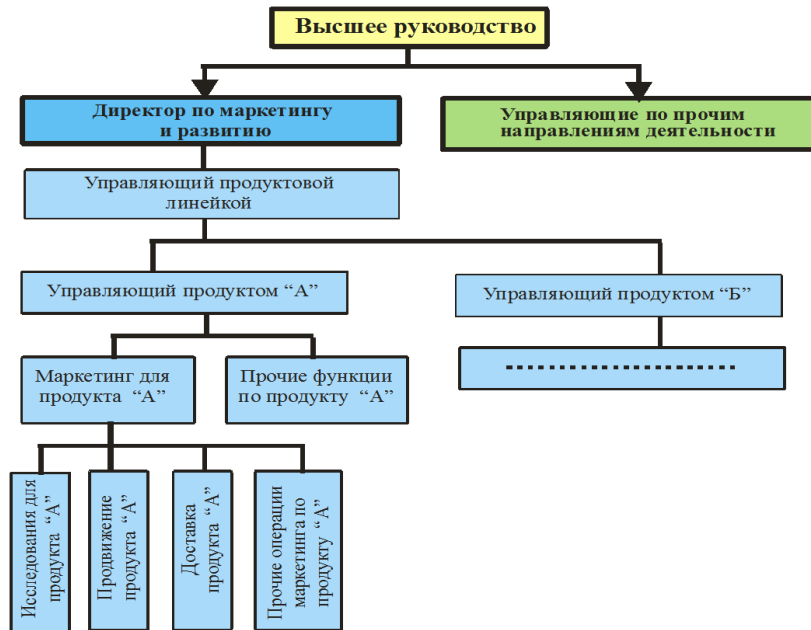 Высшее руководство
Директор по маркетингу
и развитию
Управляющие по прочим
направлениям деятельности
Управляющий продуктовой
линейкой
Управляющий продуктом “А”
Управляющий продуктом “Б”
Маркетинг для
продукта “А”
Прочие функции
по продукту “А”
Исследования для
продукта “А”
Продвижение
продукта “А”
Доставка
продукта “А”
Прочие операции
маркетинга по
продукту “А”